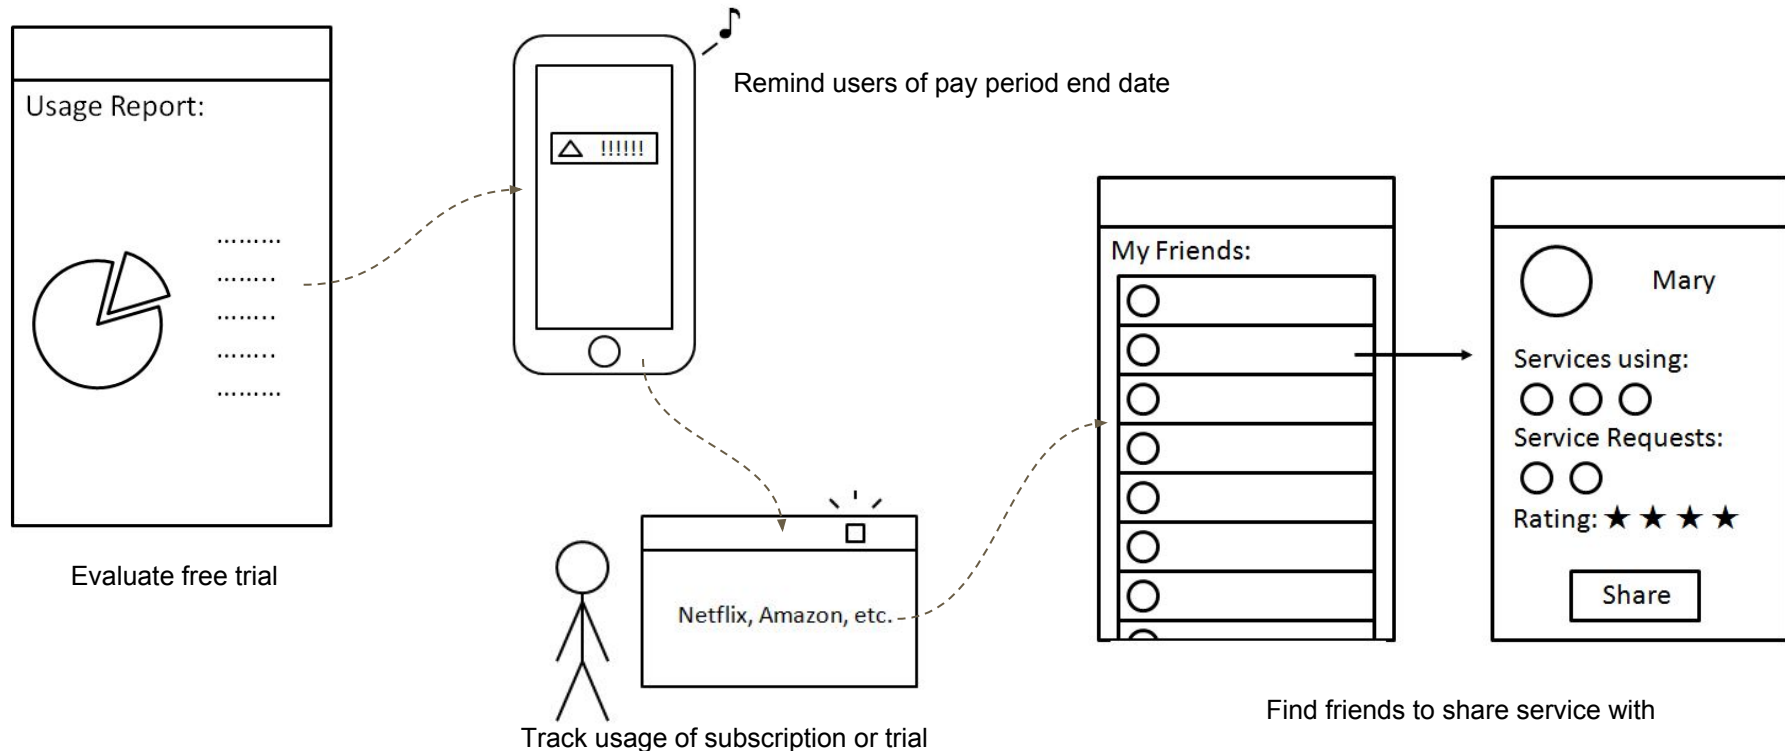 Usage Report:
………
……..
……..
……..
………
Evaluate free trial
!!!!!!
Remind users of pay period end date
Netflix, Amazon, etc.
Track usage of subscription or trial
My Friends:
Mary
Services using:
Service Requests:
Rating: ★ ★ ★ ★
Share
Find friends to share service with